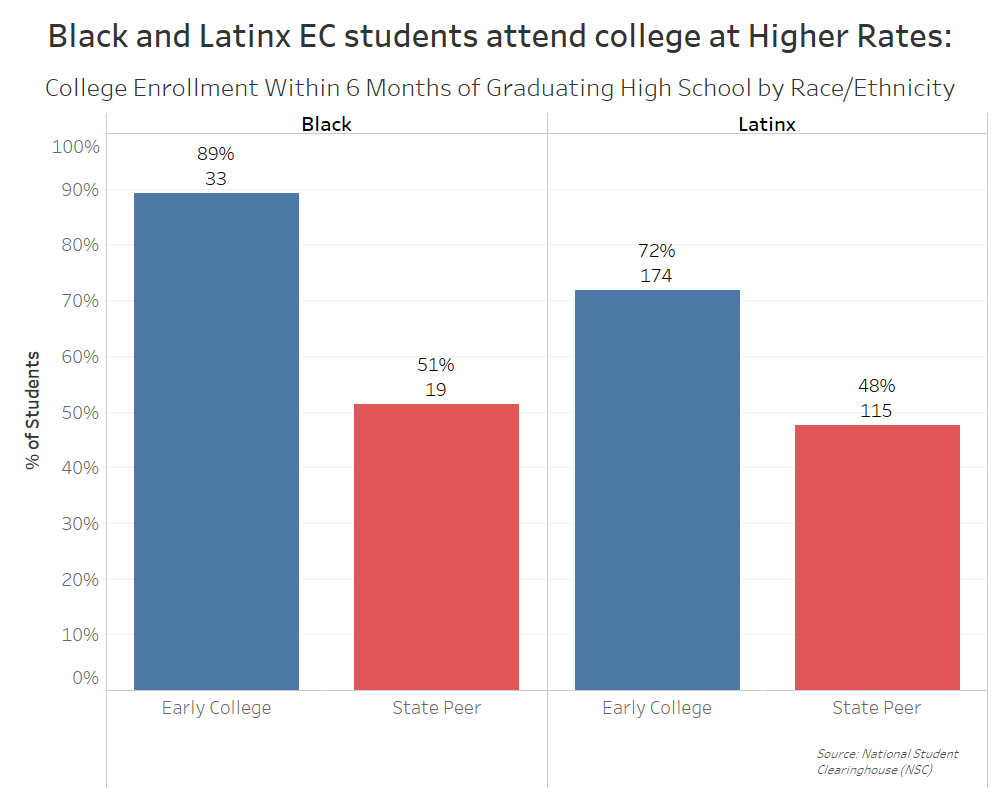 Black and Latinx EC students attend college at Higher Rates:
College Enrollment Within 6 Months of Graduating High School by Race/Ethnicity
Black
Latinx
% of Students
100%
90%
80%
70%
60%
50%
40%
30%
20%
10%
0%
89%
33
51%
19
72%
174
48%
115
Early College
State Peer
Early College
State Peer
Source: National Student
Clearinghouse (NSC)